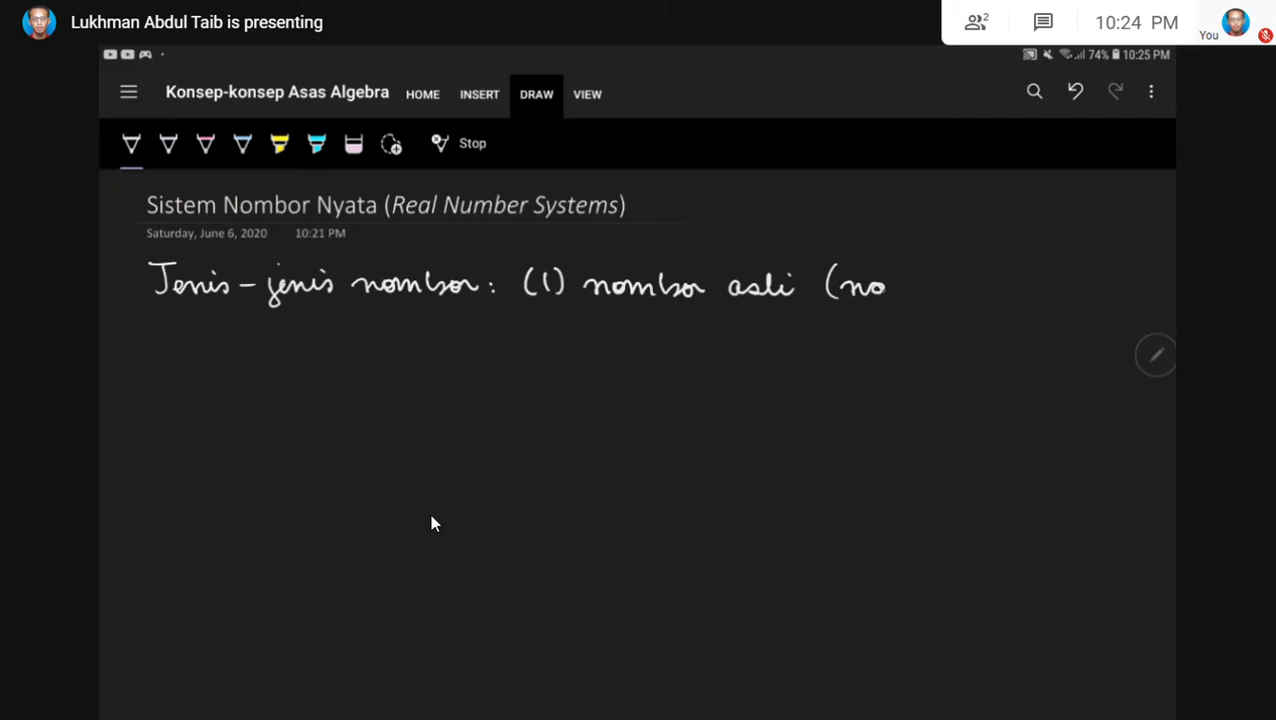 Lukhman Abdul Taib is presenting
2
10:24 PM
You
74% 10:25 PM
Konsep-konsep Asas Algebra HOME INSERT DRAW VIEW
Stop
Sistem Nombor Nyata (Real Number Systems)
Saturday, June 6, 2020 10:21 PM
Jenis-jenis nombor: (1) nombor asli (no